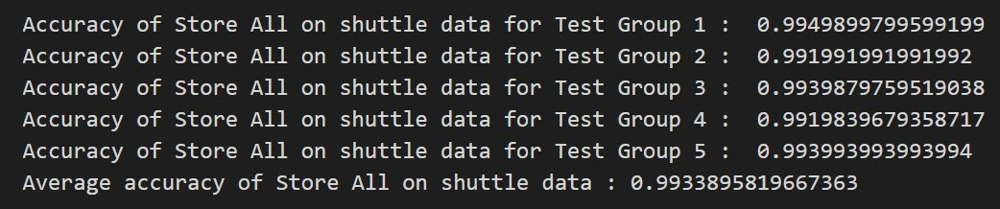 Accuracy of Store All on shuttle data for Test Group 1 :  0.9949899799599199
Accuracy of Store All on shuttle data for Test Group 2 :  0.991991991991992
Accuracy of Store All on shuttle data for Test Group 3 :  0.9939879759519038
Accuracy of Store All on shuttle data for Test Group 4 :  0.9919839679358717
Accuracy of Store All on shuttle data for Test Group 5 :  0.993993993993994
Average accuracy of Store All on shuttle data : 0.9933895819667363